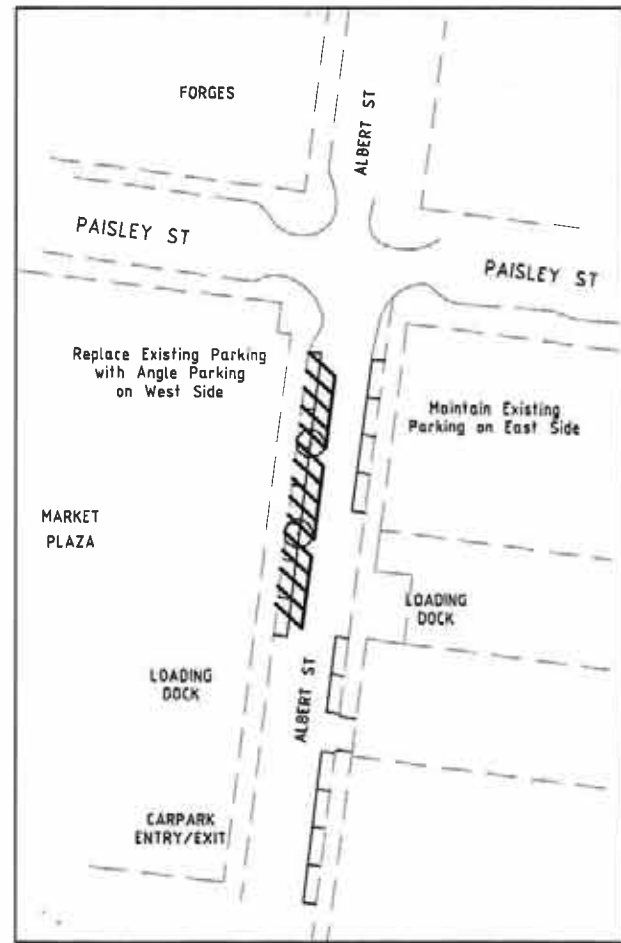 FORGES
ALBERT ST
PAISLEY ST
PAISLEY ST
Replace Existing Parking
with Angle Parking
on West Side
Maintain Existing
Parking on East Side
MARKET
PLAZA
LOADING
DOCK
LOADING
DOCK
ALBERT ST
CARPARK
ENTRY/EXIT